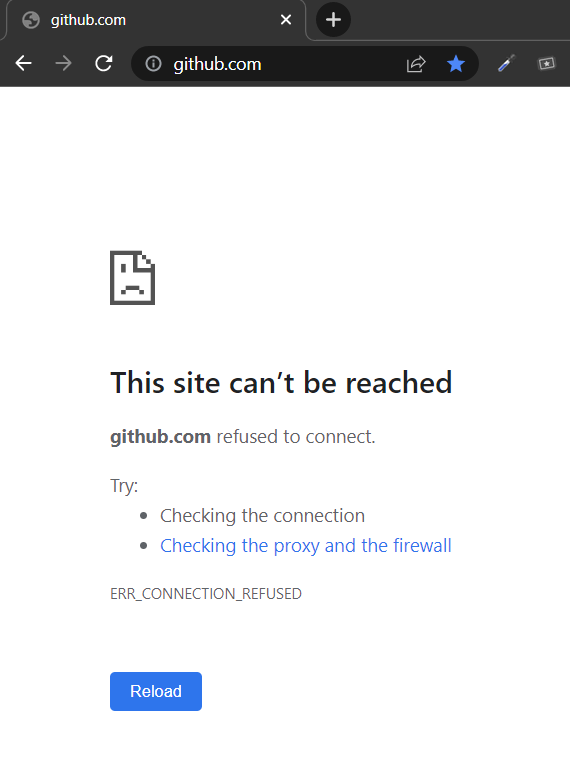 github.com
github.com
This site can’t be reached
github.com refused to connect.
Try:
Checking the connection
Checking the proxy and the firewall
ERR_CONNECTION_REFUSED
Reload